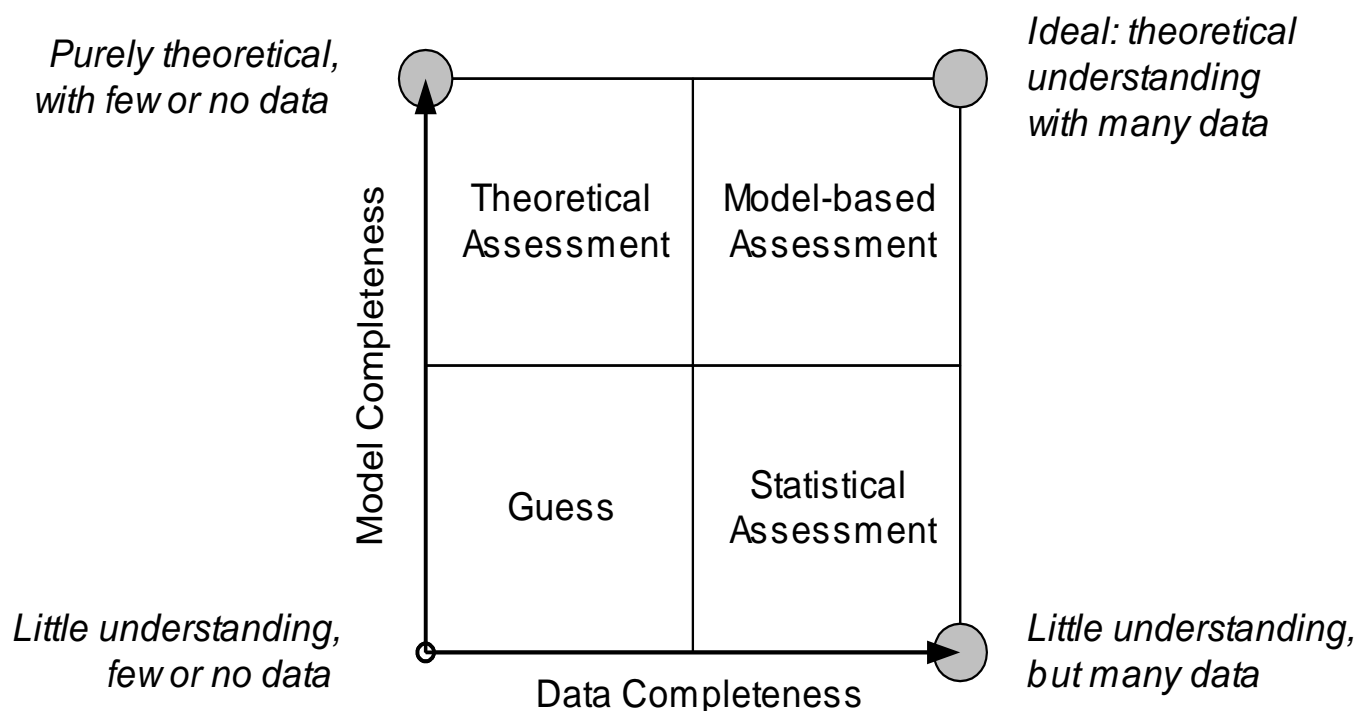 Purely theoretical,
with few or no data
Ideal: theoretical
understanding
with many data
Model Completeness
Theoretical
Assessment
Model-based
Assessment
Guess
Statistical
Assessment
Little understanding,
few or no data
Data Completeness
Little understanding,
but many data